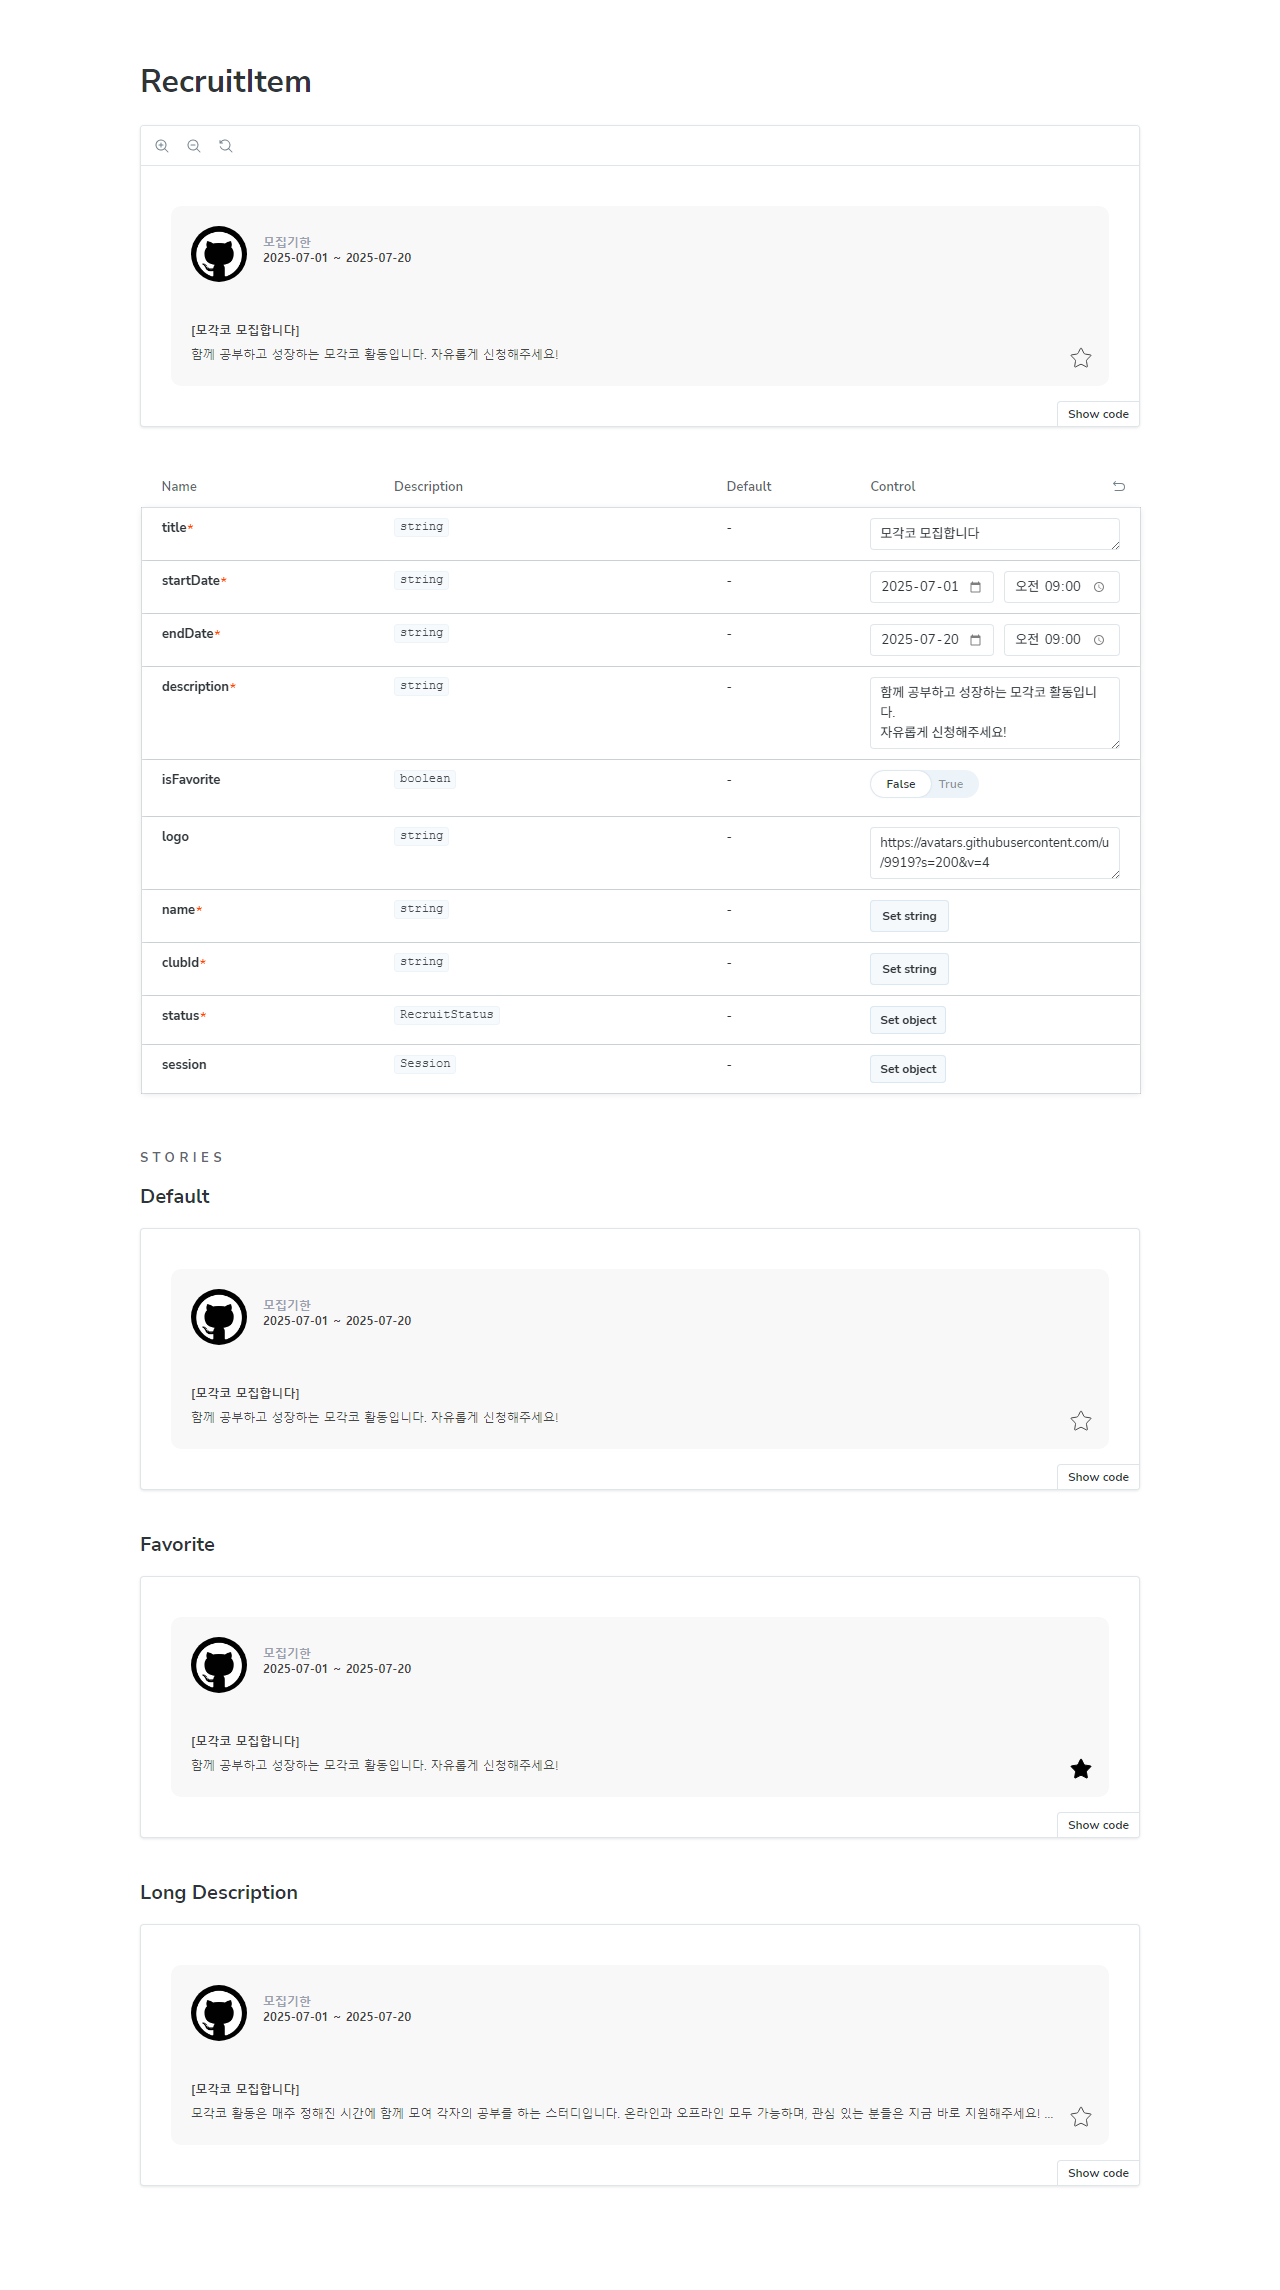 RecruitItem
모집기한
2025-07-01 ~ 2025-07-20
[모각코 모집합니다]
함께 공부하고 성장하는 모각코 활동입니다. 자유롭게 신청해주세요!
Show code
Name Description Default Control
title* string - 모각코 모집합니다
startDate* string - 2025-07-01 오전 09:00
endDate* string - 2025-07-20 오전 09:00
description* string - 함께 공부하고 성장하는 모각코 활동입니
다.
자유롭게 신청해주세요!
isFavorite boolean - False True
logo string - https://avatars.githubusercontent.com/u
/9919?s=200&v=4
name* string - Set string
clubId* string - Set string
status* RecruitStatus - Set object
session Session - Set object
STORIES
Default
모집기한
2025-07-01 ~ 2025-07-20
[모각코 모집합니다]
함께 공부하고 성장하는 모각코 활동입니다. 자유롭게 신청해주세요!
Show code
Favorite
모집기한
2025-07-01 ~ 2025-07-20
[모각코 모집합니다]
함께 공부하고 성장하는 모각코 활동입니다. 자유롭게 신청해주세요!
Show code
Long Description
모집기한
2025-07-01 ~ 2025-07-20
[모각코 모집합니다]
모각코 활동은 매주 정해진 시간에 함께 모여 각자의 공부를 하는 스터디입니다. 온라인과 오프라인 모두 가능하며, 관심 있는 분들은 지금 바로 지원해주세요! ...
Show code